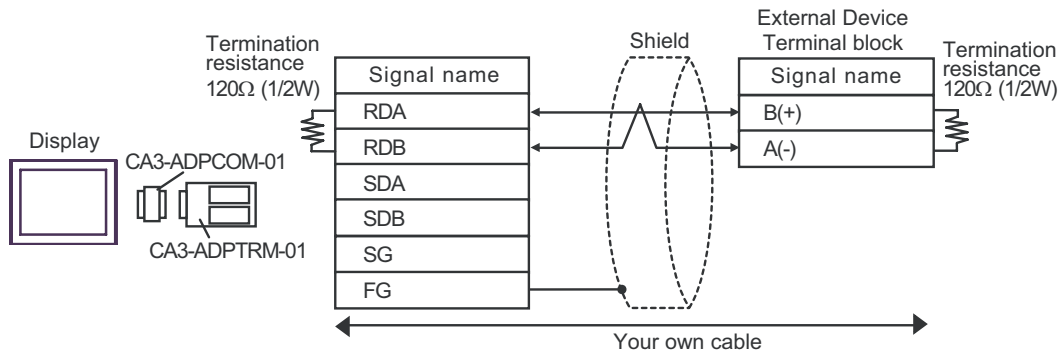 Display
CA3-ADPCOM-01
CA3-ADPTRM-01
Termination
resistance
120Ω (1/2W)
Signal name
RDA
RDB
SDA
SDB
SG
FG
Shield
External Device
Terminal block
Signal name
B(+)
A(-)
Termination
resistance
120Ω (1/2W)
Your own cable